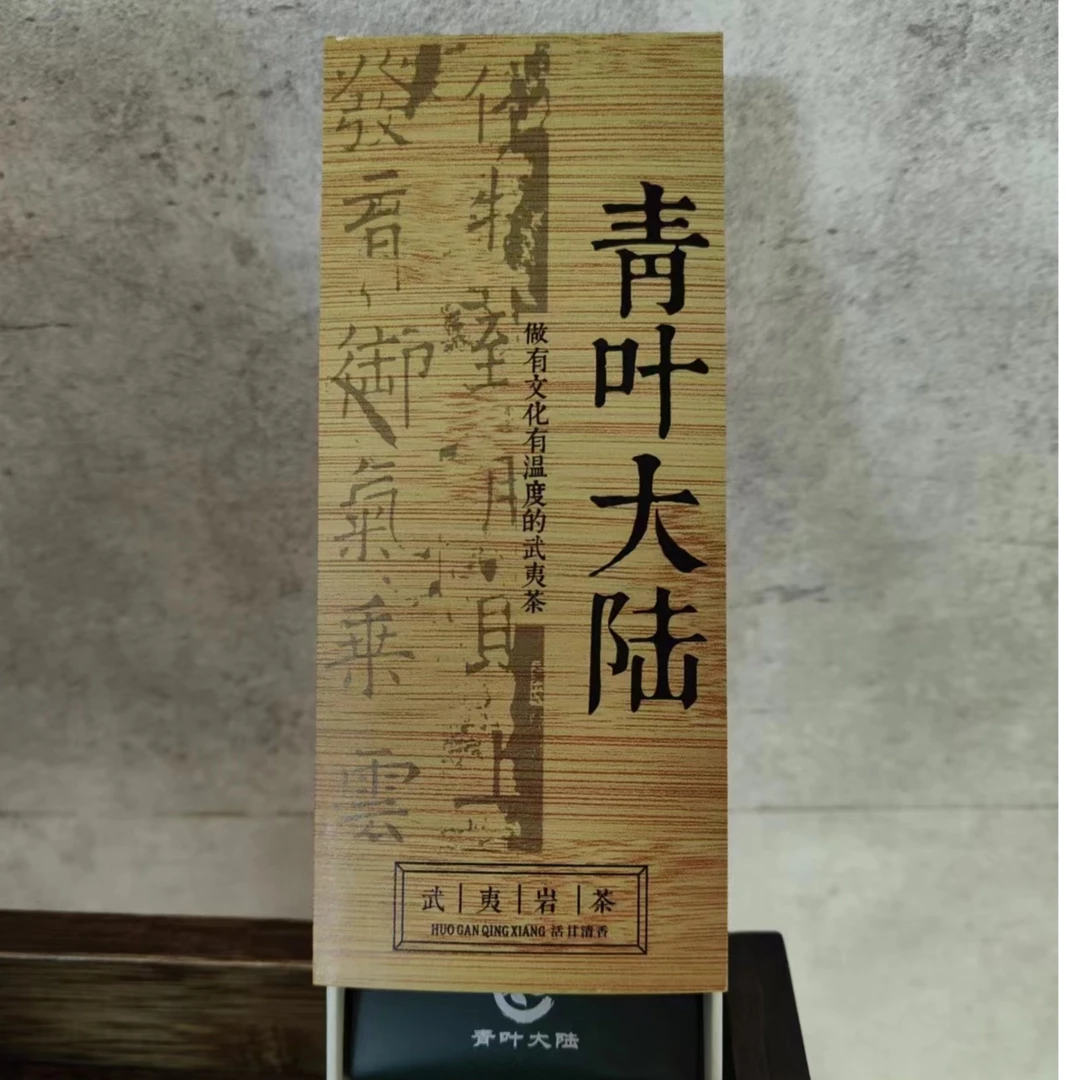 青叶大陆
做有文化有温度的武夷茶
發音御氣乘雲
武|夷|岩|茶
HUO GAN QING XIANG 活甘清香
青叶大陆